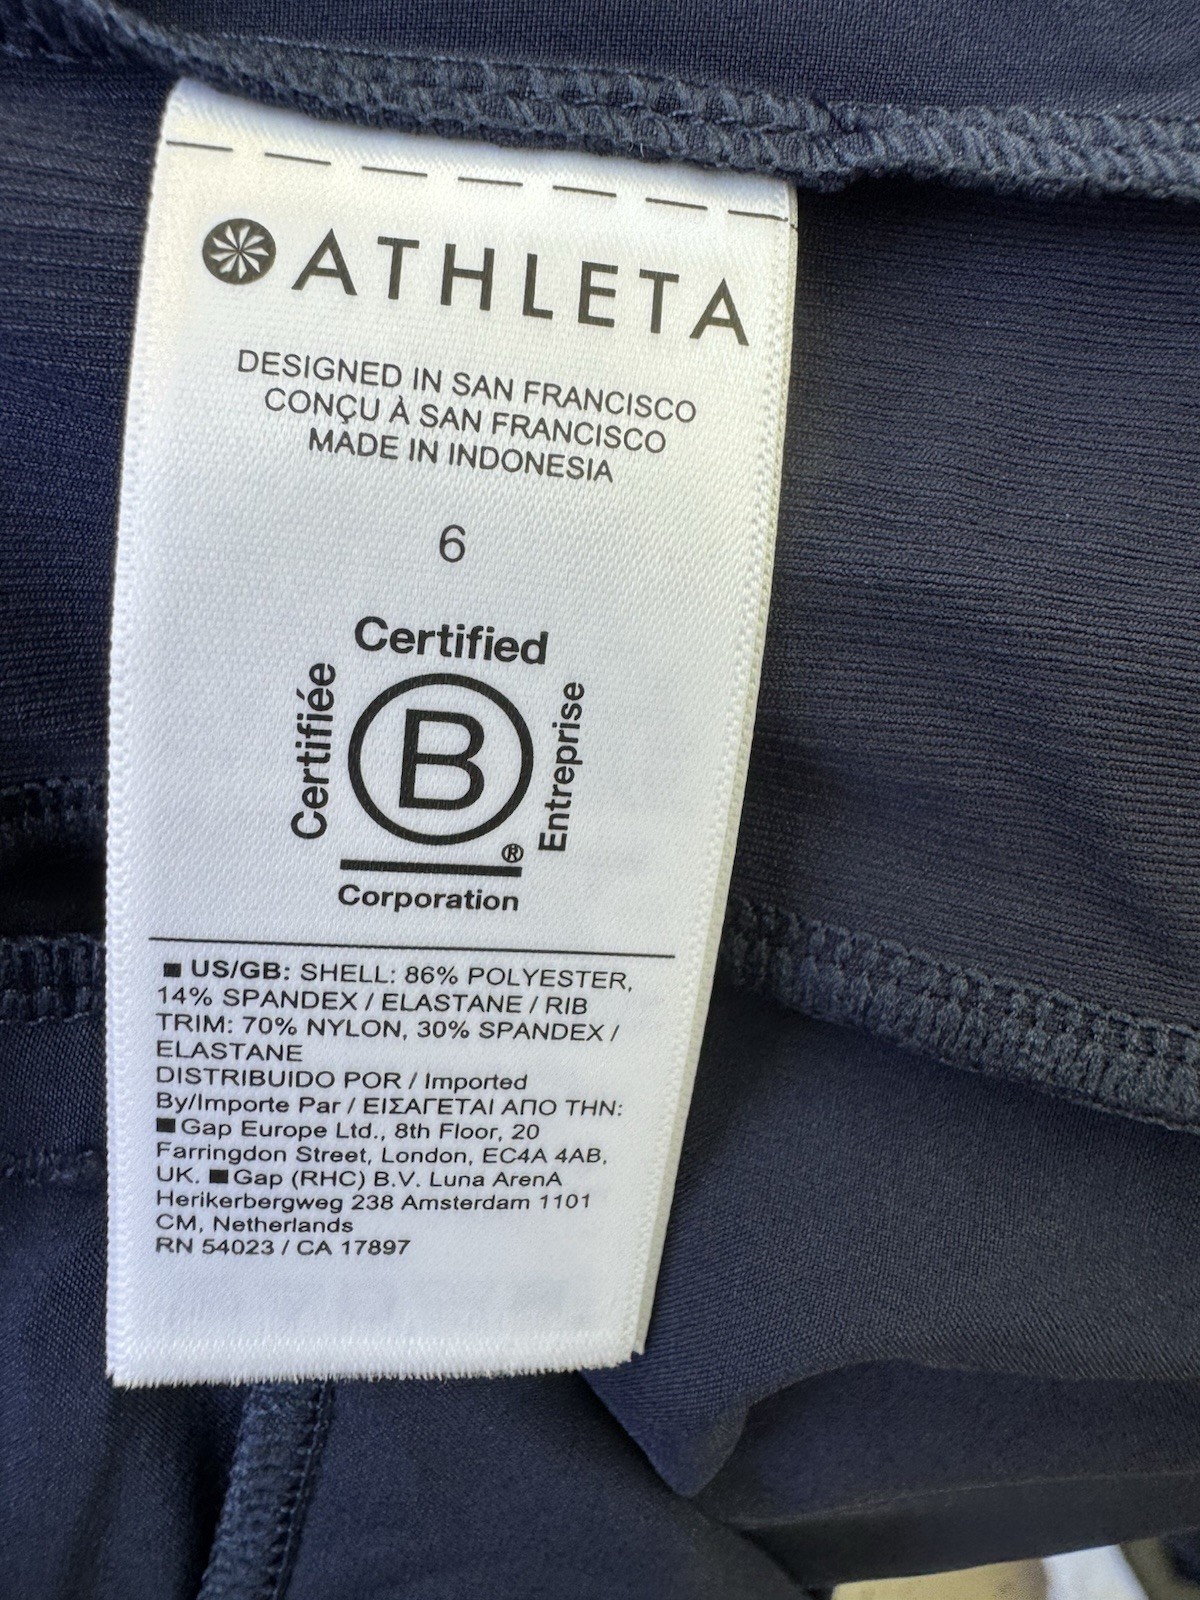 ATHLETA
DESIGNED IN SAN FRANCISCO
CONÇU À SAN FRANCISCO
MADE IN INDONESIA
6
Certified
Certifiée
B
Entreprise
®
Corporation
■ US/GB: SHELL: 86% POLYESTER,
14% SPANDEX / ELASTANE / RIB
TRIM: 70% NYLON, 30% SPANDEX /
ELASTANE
DISTRIBUIDO POR / Imported
By/Importe Par / ΕΙΣΑΓΕΤΑΙ ΑΠΟ ΤΗΝ:
■ Gap Europe Ltd., 8th Floor, 20
Farringdon Street, London, EC4A 4AB,
UK. ■ Gap (RHC) B.V. Luna ArenA
Herikerbergweg 238 Amsterdam 1101
CM, Netherlands
RN 54023 / CA 17897